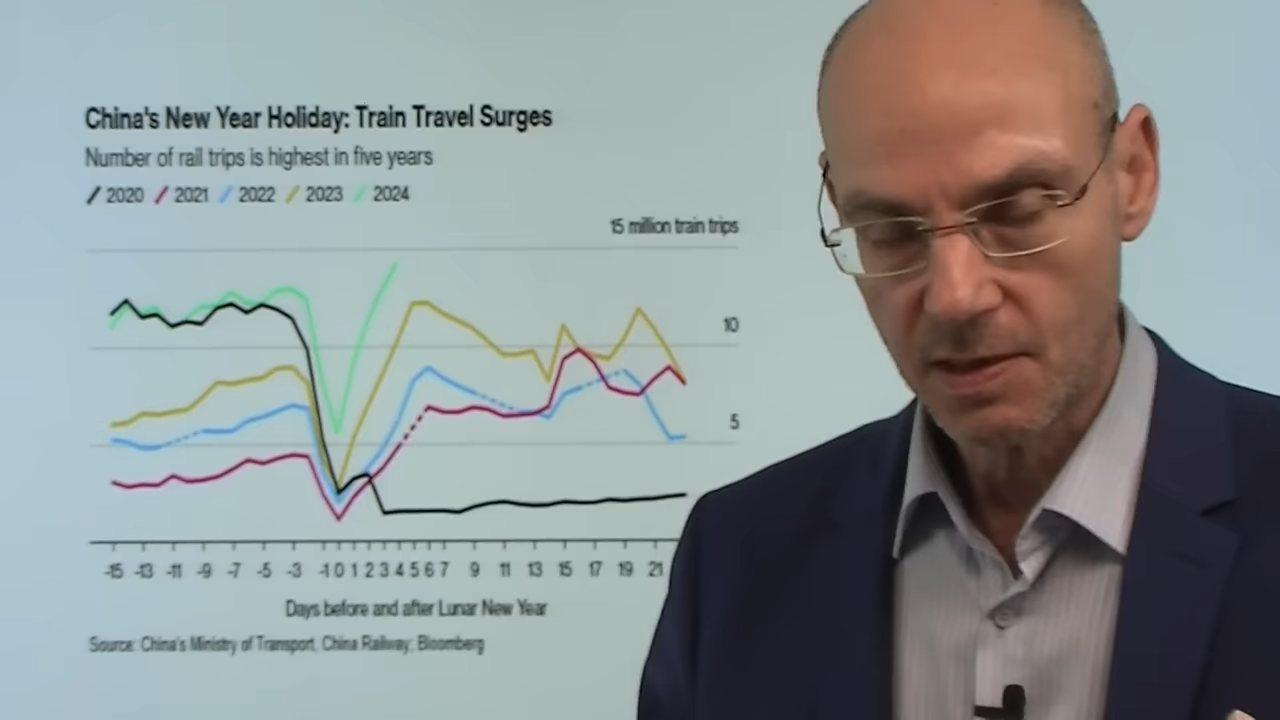 China's New Year Holiday: Train Travel Surges
Number of rail trips is highest in five years
2020 2021 2022 2023 2024
15 million train trips
10
5
-15 -13 -11 -9 -7 -5 -3 -1 0 1 2 3 4 5 6 7 9 11 13 15 17 19 21
Days before and after Lunar New Year
Source: China's Ministry of Transport, China Railway; Bloomberg